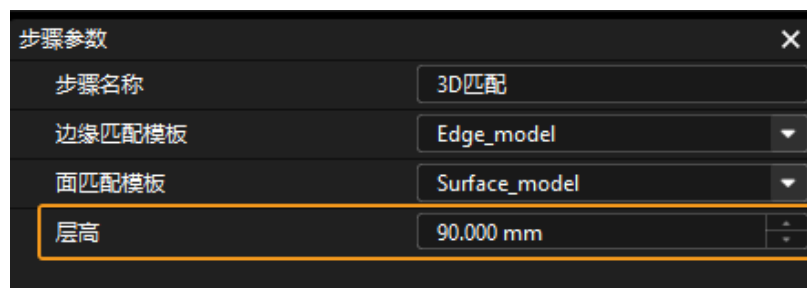 步骤参数
步骤名称 3D匹配
边缘匹配模板 Edge_model
面匹配模板 Surface_model
层高 90.000 mm